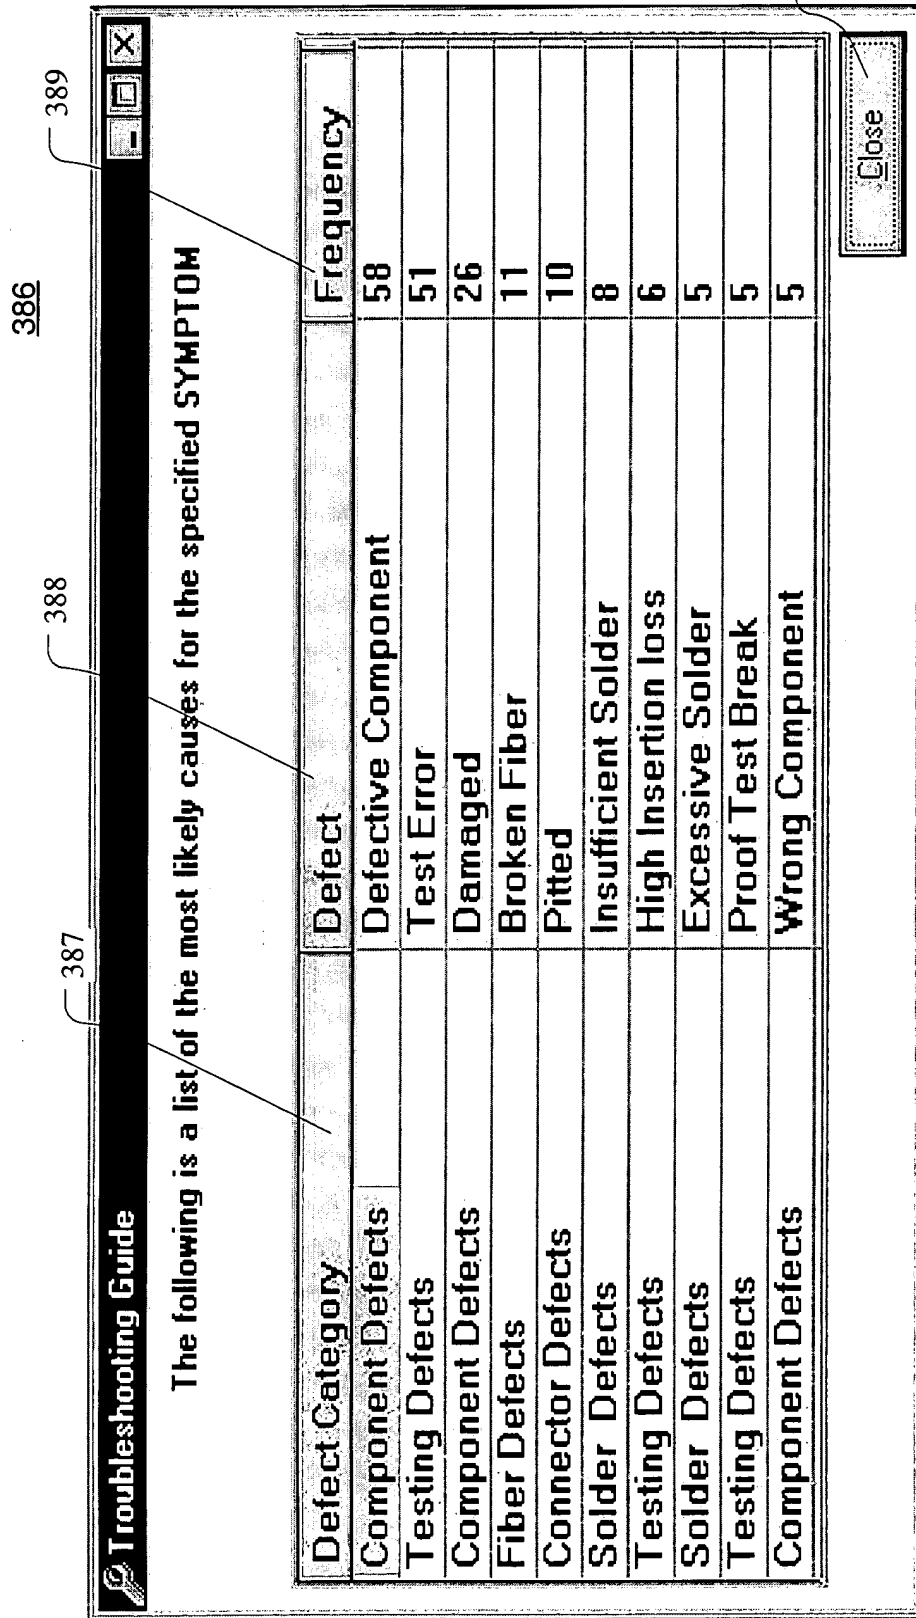 386
387
388
389
Troubleshooting Guide
The following is a list of the most likely causes for the specified SYMPTOM
Defect Category Defect Frequency
Component Defects Defective Component 58
Testing Defects Test Error 51
Component Defects Damaged 26
Fiber Defects Broken Fiber 11
Connector Defects Pitted 10
Solder Defects Insufficient Solder 8
Testing Defects High Insertion loss 6
Solder Defects Excessive Solder 5
Testing Defects Proof Test Break 5
Component Defects Wrong Component 5
Close